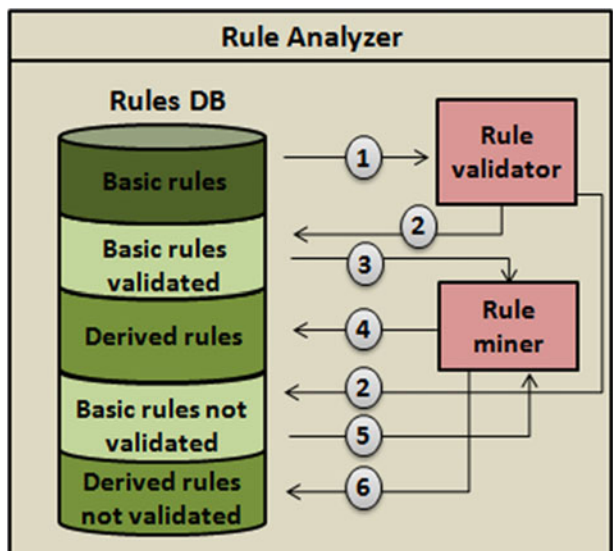 Rule Analyzer
Rules DB
Basic rules
1
Rule
validator
2
Basic rules
validated
3
Derived rules
4
Rule
miner
2
Basic rules not
validated
5
Derived rules
not validated
6